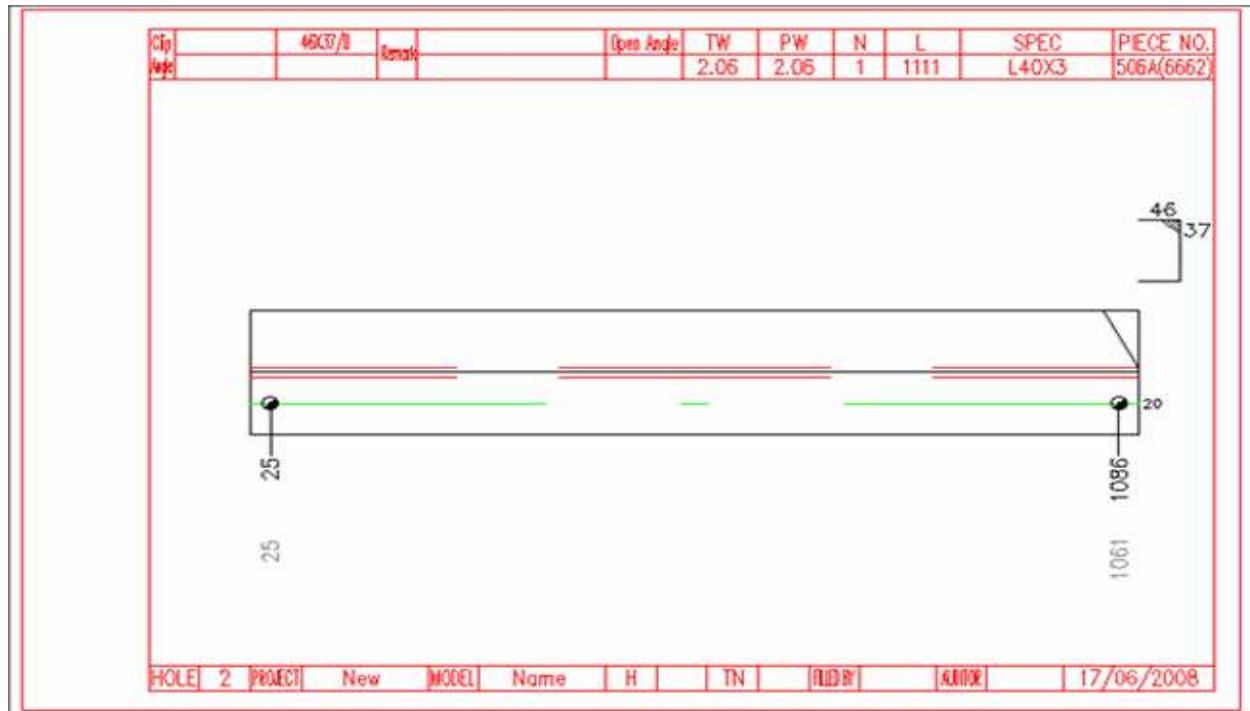 Clip Angle 46X37/0 Remark Open Angle TW PW N L SPEC PIECE NO.
2.06 2.06 1 1111 L40X3 506A(6662)
46
37
20
25 1086
25 1061
HOLE 2 PROJECT New MODEL Name H TN FILED BY AUDITOR 17/06/2008